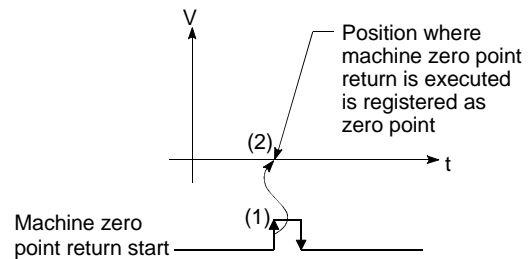 V
Position where
machine zero point
return is executed
is registered as
zero point
(2)
t
(1)
Machine zero
point return start